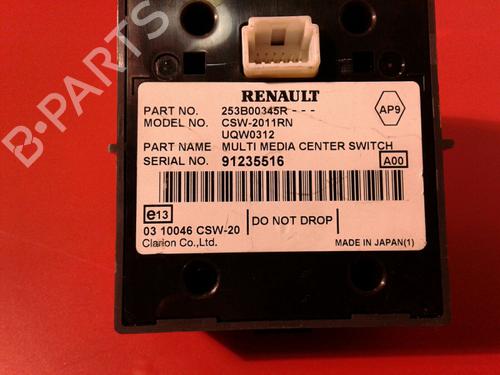 RENAULT
PART NO. 253B00345R - - -
MODEL NO. CSW-2011RN
UQW0312
AP9
PART NAME MULTI MEDIA CENTER SWITCH
SERIAL NO. 91235516
A00
e13
DO NOT DROP
03 10046 CSW-20
Clarion Co.,Ltd.
MADE IN JAPAN(1)
B-PARTS